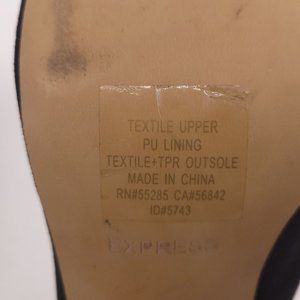 TEXTILE UPPER
PU LINING
TEXTILE+TPR OUTSOLE
MADE IN CHINA
RN#55285 CA#56842
ID#5743
EXPRESS